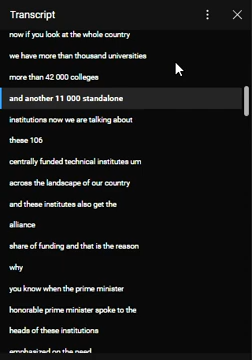 Transcript
now if you look at the whole country
we have more than thousand universities
more than 42 000 colleges
and another 11 000 standalone
institutions now we are talking about
these 106
centrally funded technical institutes um
across the landscape of our country
and these institutes also get the
alliance
share of funding and that is the reason
why
you know when the prime minister
honorable prime minister spoke to the
heads of these institutions
emphasized on the need